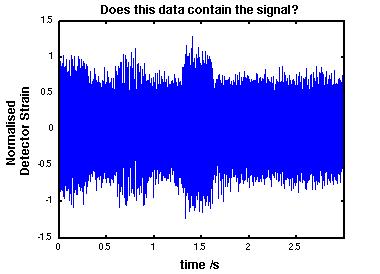 Does this data contain the signal?
1.5
1
0.5
0
-0.5
-1
-1.5
Normalised
Detector Strain
0 0.5 1 1.5 2 2.5
time /s